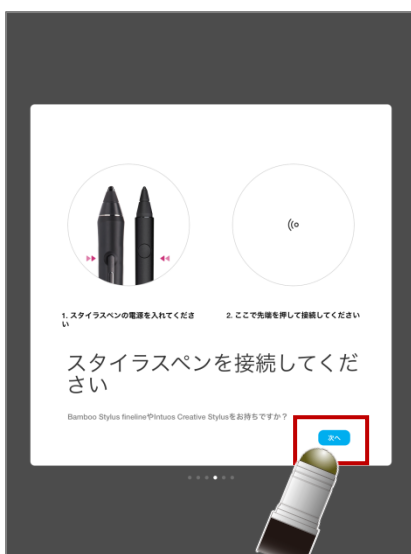 1. スタイラスペンの電源を入れてくださ
い
2. ここで先端を押して接続してください
スタイラスペンを接続してくだ
さい
Bamboo Stylus finelineやIntuos Creative Stylusをお持ちですか？
次へ